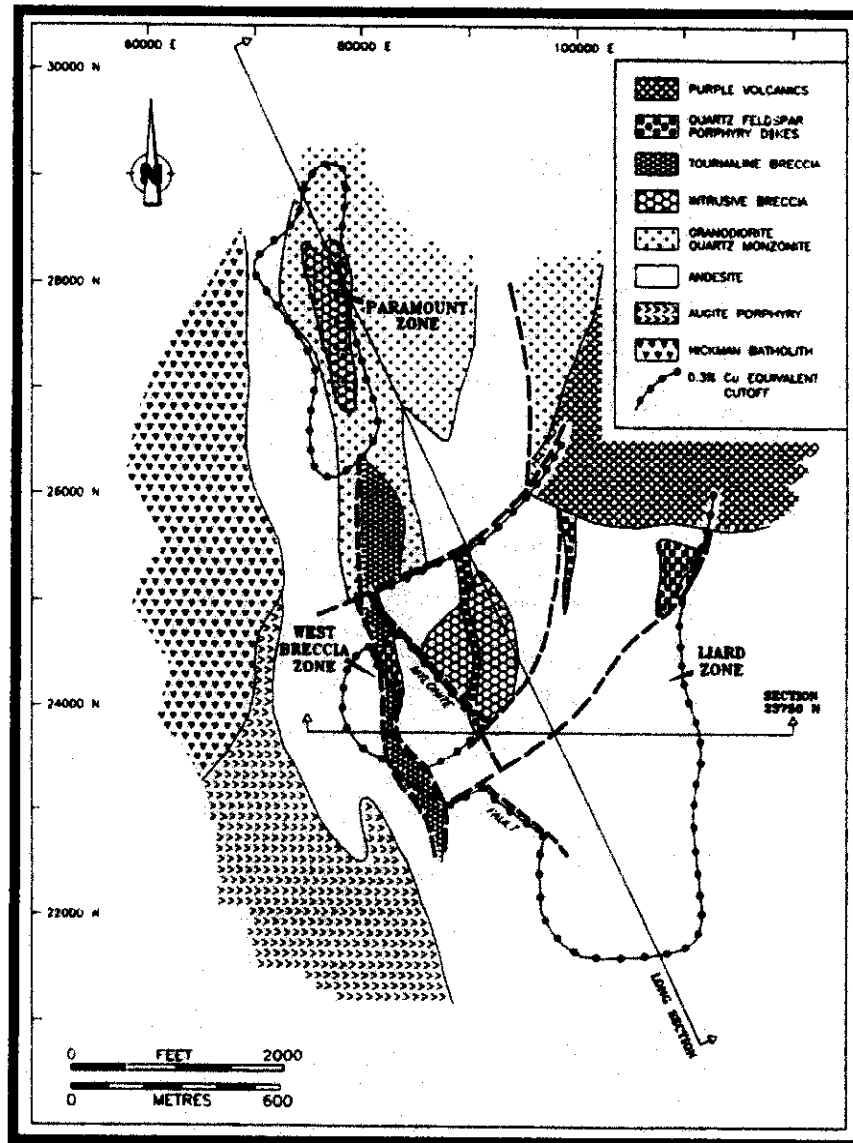 60000 E
80000 E
100000 E
30000 N
28000 N
26000 N
24000 N
22000 N
N
PURPLE VOLCANICS
QUARTZ FELDSPAR
PORPHYRY DIKES
TOURMALINE BRECCIA
INTRUSIVE BRECCIA
GRANODIORITE
QUARTZ MONZONITE
ANDESITE
AUGITE PORPHYRY
HICKMAN BATHOLITH
0.3% Cu EQUIVALENT
CUTOFF
PARAMOUNT
ZONE
WEST
BRECCIA
ZONE
LIARD
ZONE
SECTION
23750 N
FAULT
LONG SECTION
0 FEET 2000
0 METRES 600